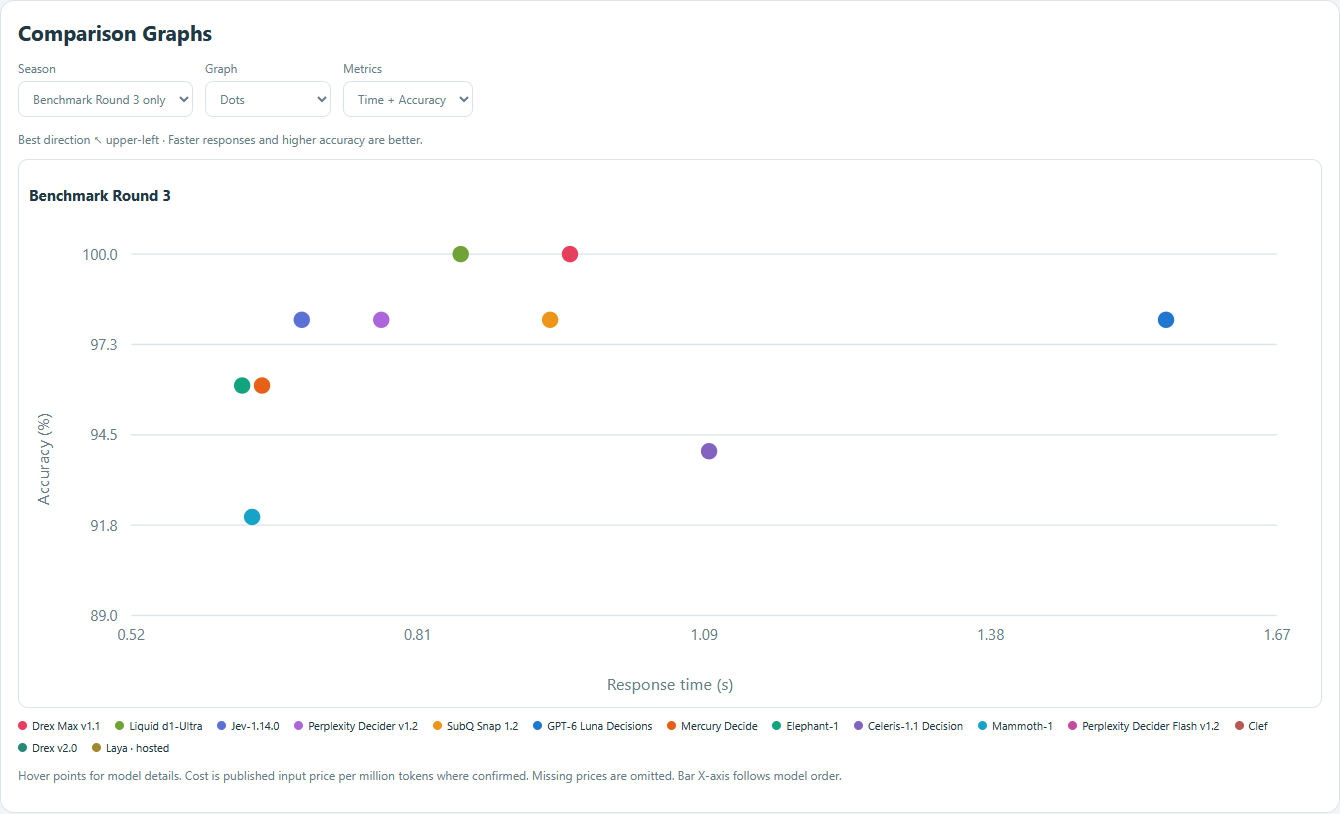 Comparison Graphs
Season Graph Metrics
Benchmark Round 3 only Dots Time + Accuracy
Best direction ↖ upper-left · Faster responses and higher accuracy are better.
Benchmark Round 3
100.0
97.3
94.5
91.8
89.0
Accuracy (%)
0.52 0.81 1.09 1.38 1.67
Response time (s)
Drex Max v1.1 Liquid d1-Ultra Jev-1.14.0 Perplexity Decider v1.2 SubQ Snap 1.2 GPT-6 Luna Decisions Mercury Decide Elephant-1 Celeris-1.1 Decision Mammoth-1 Perplexity Decider Flash v1.2 Clef
Drex v2.0 Laya · hosted
Hover points for model details. Cost is published input price per million tokens where confirmed. Missing prices are omitted. Bar X-axis follows model order.